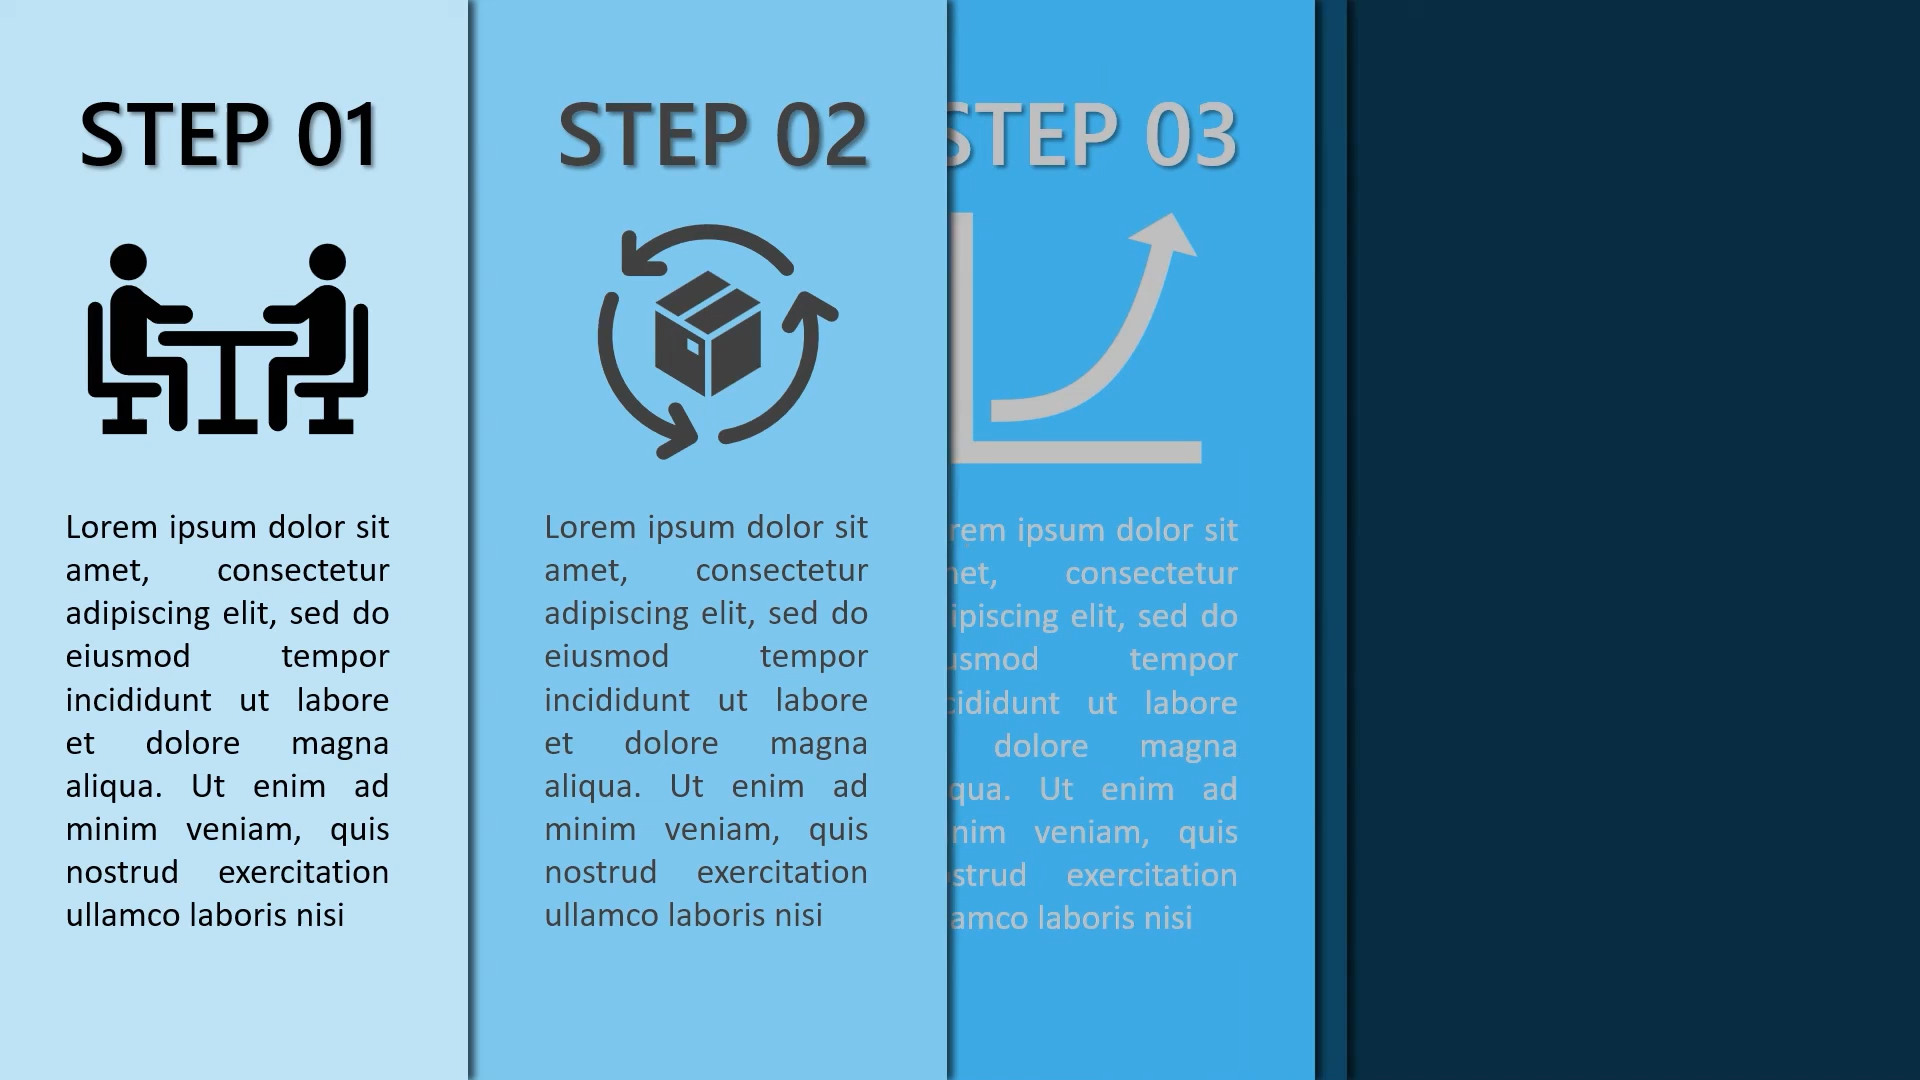 STEP 01
Lorem ipsum dolor sit
amet, consectetur
adipiscing elit, sed do
eiusmod tempor
incididunt ut labore
et dolore magna
aliqua. Ut enim ad
minim veniam, quis
nostrud exercitation
ullamco laboris nisi
STEP 02
Lorem ipsum dolor sit
amet, consectetur
adipiscing elit, sed do
eiusmod tempor
incididunt ut labore
et dolore magna
aliqua. Ut enim ad
minim veniam, quis
nostrud exercitation
ullamco laboris nisi
STEP 03
rem ipsum dolor sit
et, consectetur
ipiscing elit, sed do
smod tempor
cididunt ut labore
dolore magna
qua. Ut enim ad
nim veniam, quis
strud exercitation
amco laboris nisi